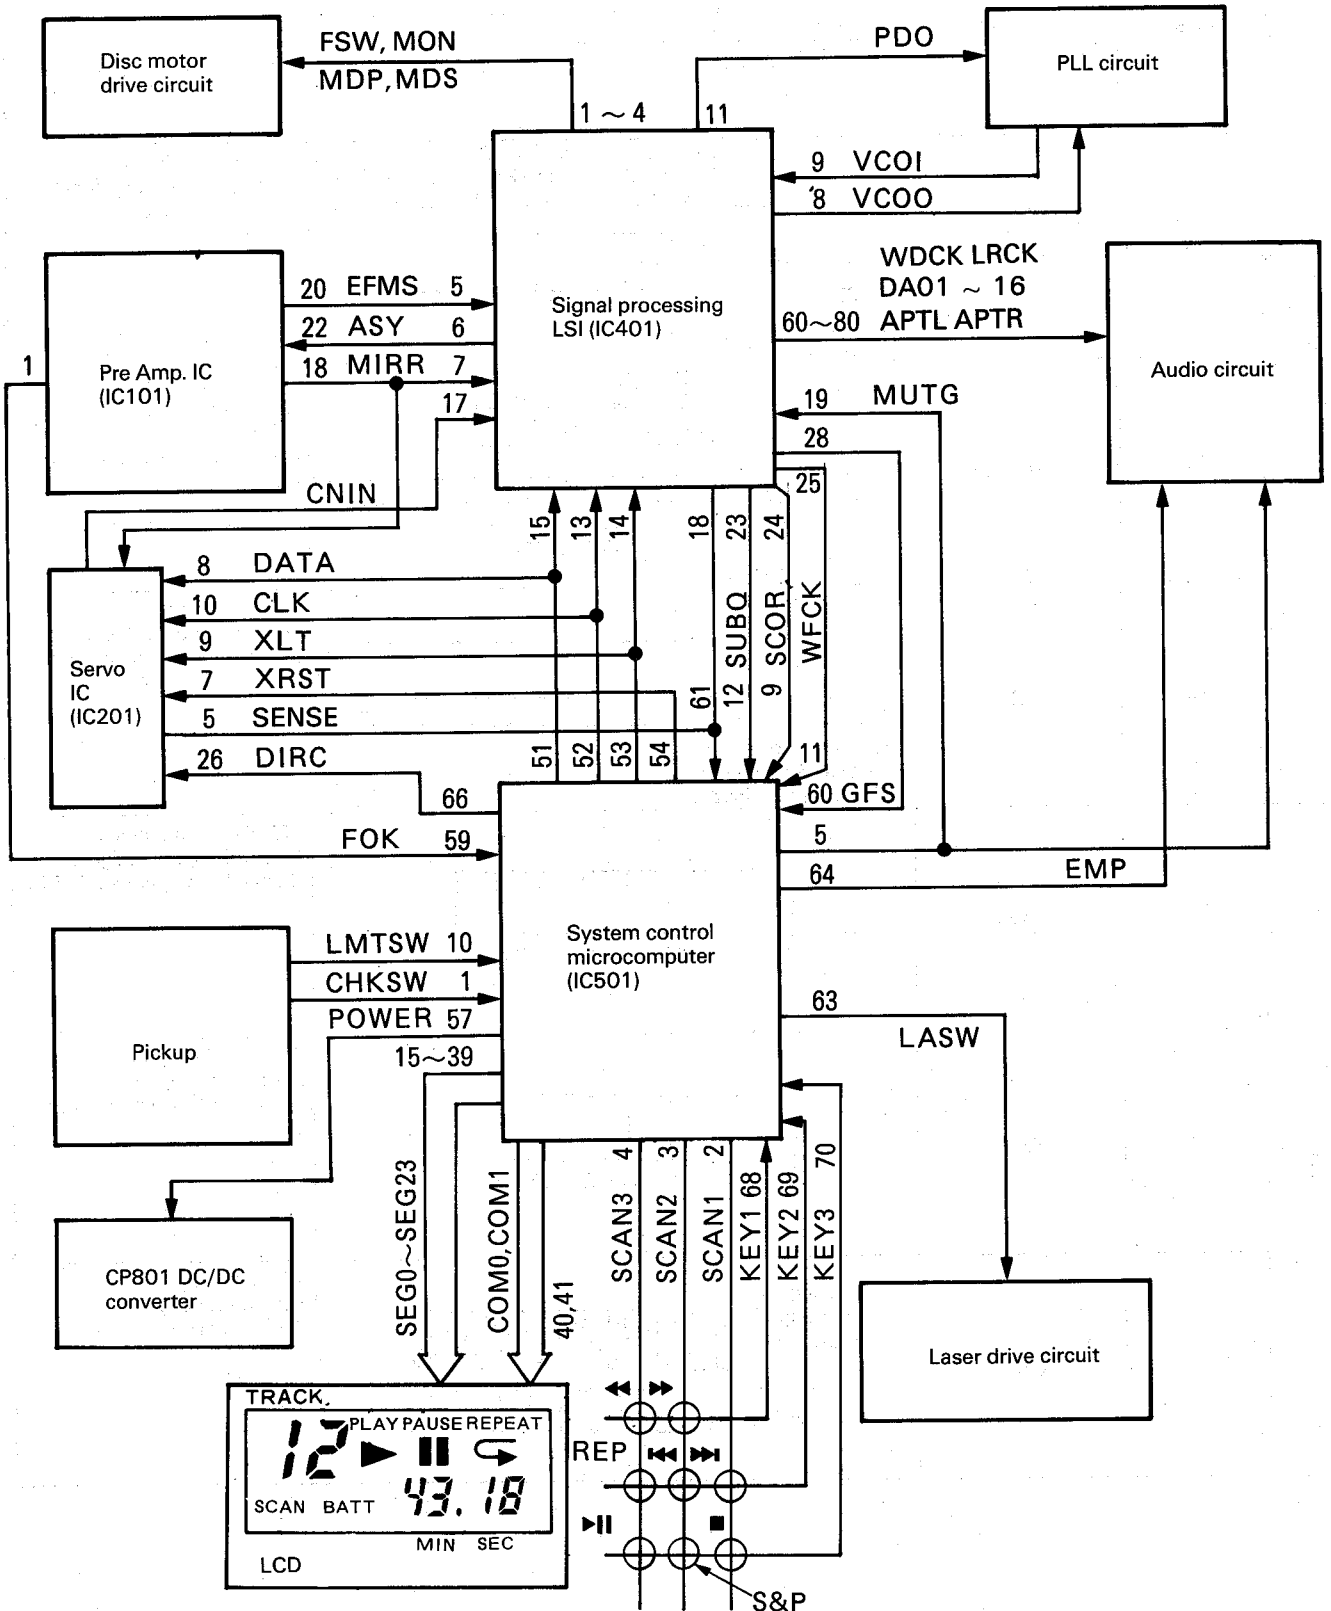 Disc motor
drive circuit
FSW, MON
MDP, MDS
1 ~ 4
11
PDO
PLL circuit
9 VCOI
8 VCOO
Signal processing
LSI (IC401)
WDCK LRCK
DA01 ~ 16
60~80 APTL APTR
Audio circuit
Pre Amp. IC
(IC101)
1
20 EFMS 5
22 ASY 6
18 MIRR 7
17
CNIN
19 MUTG
28
25
15
13
14
18
23
24
SUBQ
SCOR
WFCK
8 DATA
10 CLK
9 XLT
7 XRST
5 SENSE
26 DIRC
Servo
IC
(IC201)
51
52
53
54
61
12
9
11
66
60 GFS
FOK 59
5
64
EMP
System control
microcomputer
(IC501)
Pickup
LMTSW 10
CHKSW 1
POWER 57
15~39
63
LASW
CP801 DC/DC
converter
SEG0~SEG23
COM0,COM1
40,41
4
3
2
SCAN3
SCAN2
SCAN1
KEY1 68
KEY2 69
KEY3
70
Laser drive circuit
TRACK
12
PLAY PAUSE REPEAT
SCAN BATT
43.18
MIN SEC
LCD
REP
S&P